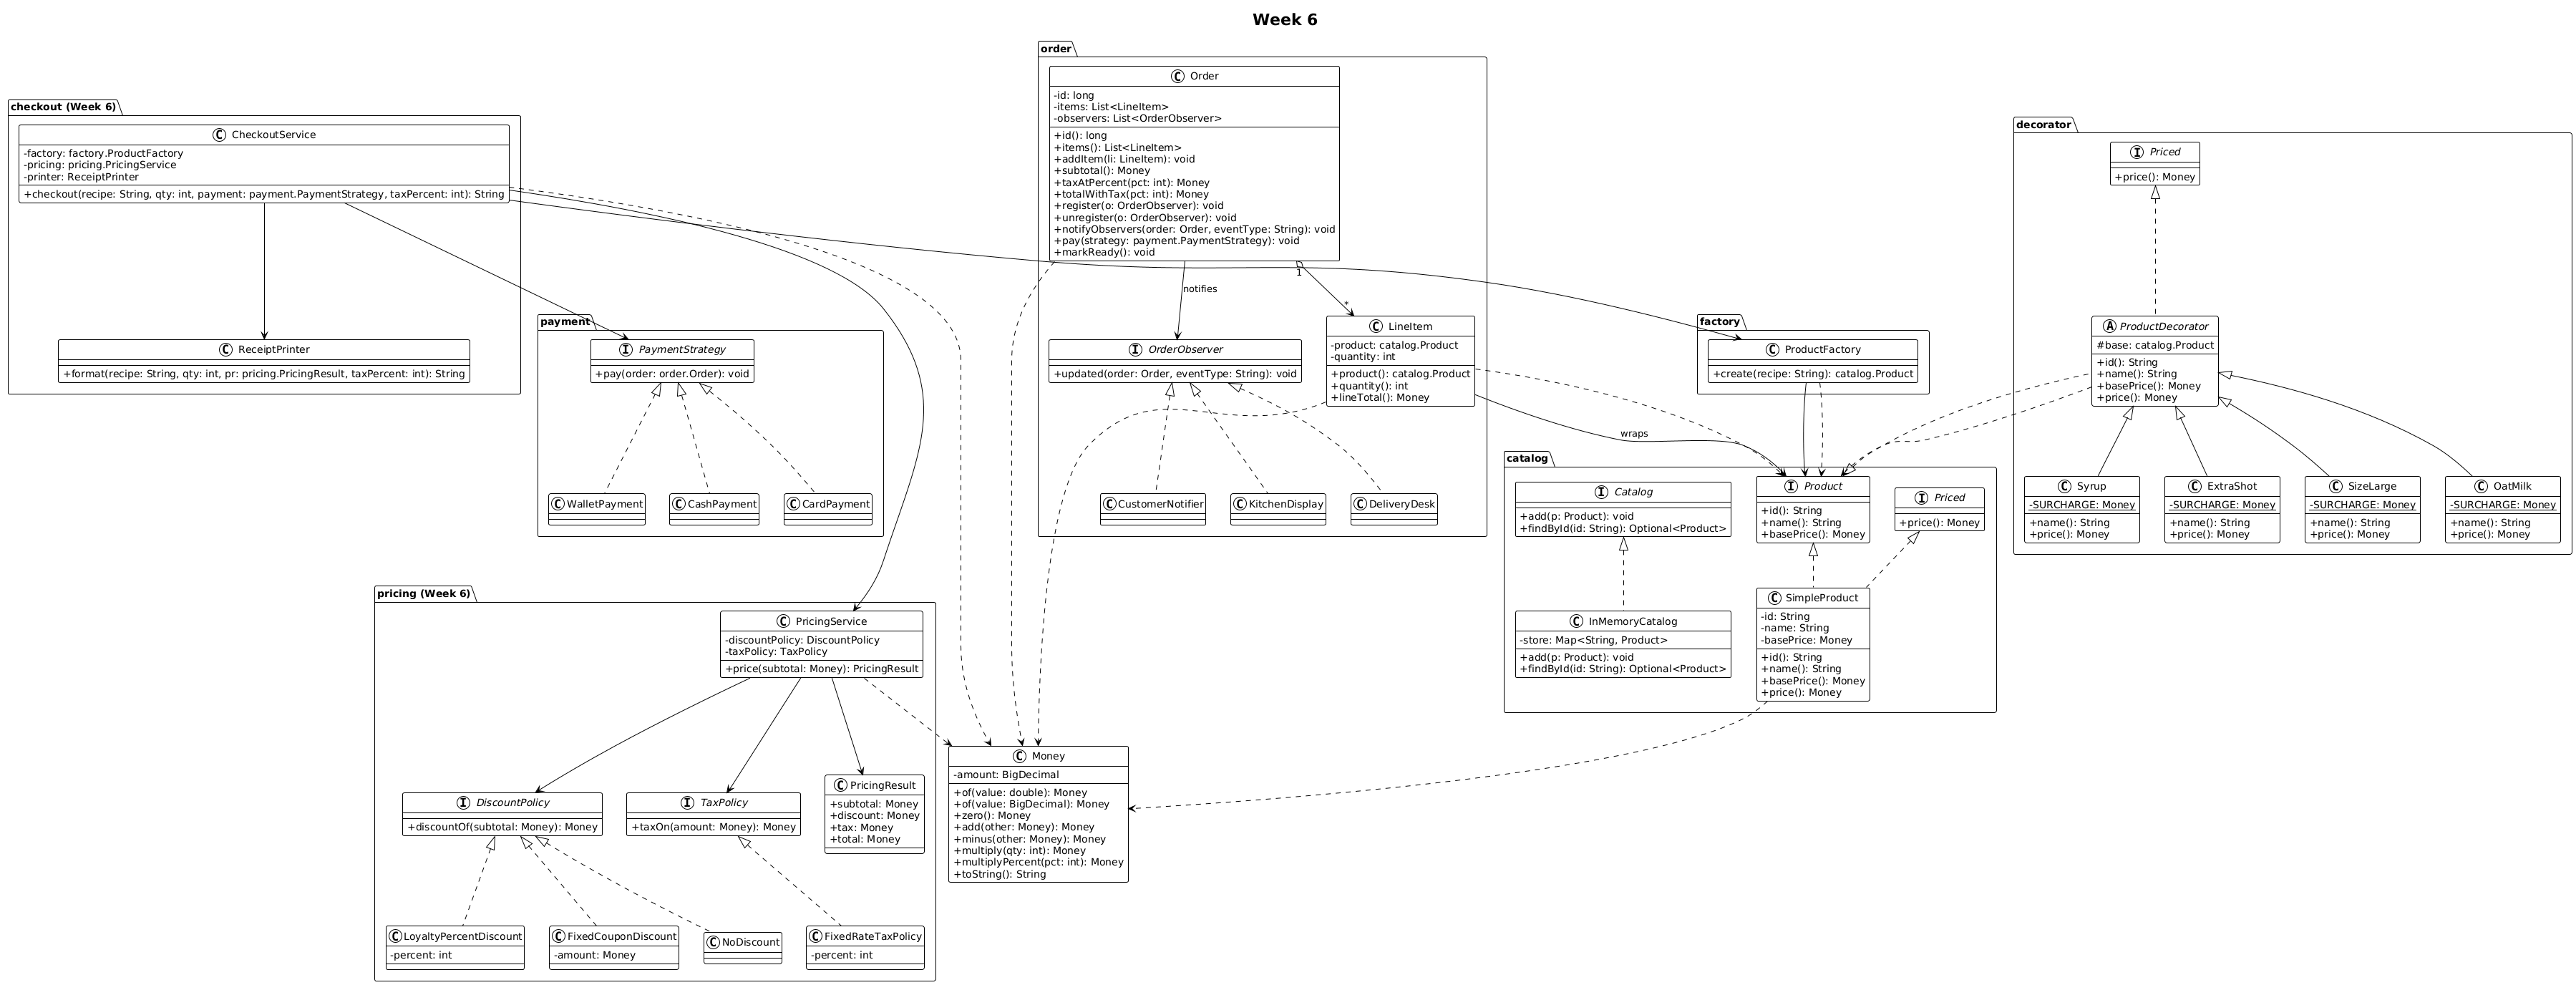 Week 6
checkout (Week 6)
C CheckoutService
-factory: factory.ProductFactory
-pricing: pricing.PricingService
-printer: ReceiptPrinter
+checkout(recipe: String, qty: int, payment: payment.PaymentStrategy, taxPercent: int): String
C ReceiptPrinter
+format(recipe: String, qty: int, pr: pricing.PricingResult, taxPercent: int): String
payment
I PaymentStrategy
+pay(order: order.Order): void
C WalletPayment
C CashPayment
C CardPayment
order
C Order
-id: long
-items: List<LineItem>
-observers: List<OrderObserver>
+id(): long
+items(): List<LineItem>
+addItem(li: LineItem): void
+subtotal(): Money
+taxAtPercent(pct: int): Money
+totalWithTax(pct: int): Money
+register(o: OrderObserver): void
+unregister(o: OrderObserver): void
+notifyObservers(order: Order, eventType: String): void
+pay(strategy: payment.PaymentStrategy): void
+markReady(): void
notifies
1
*
I OrderObserver
+updated(order: Order, eventType: String): void
C LineItem
-product: catalog.Product
-quantity: int
+product(): catalog.Product
+quantity(): int
+lineTotal(): Money
C CustomerNotifier
C KitchenDisplay
C DeliveryDesk
wraps
factory
C ProductFactory
+create(recipe: String): catalog.Product
catalog
I Catalog
+add(p: Product): void
+findById(id: String): Optional<Product>
I Product
+id(): String
+name(): String
+basePrice(): Money
I Priced
+price(): Money
C InMemoryCatalog
-store: Map<String, Product>
+add(p: Product): void
+findById(id: String): Optional<Product>
C SimpleProduct
-id: String
-name: String
-basePrice: Money
+id(): String
+name(): String
+basePrice(): Money
+price(): Money
decorator
I Priced
+price(): Money
A ProductDecorator
#base: catalog.Product
+id(): String
+name(): String
+basePrice(): Money
+price(): Money
C Syrup
-SURCHARGE: Money
+name(): String
+price(): Money
C ExtraShot
-SURCHARGE: Money
+name(): String
+price(): Money
C SizeLarge
-SURCHARGE: Money
+name(): String
+price(): Money
C OatMilk
-SURCHARGE: Money
+name(): String
+price(): Money
pricing (Week 6)
C PricingService
-discountPolicy: DiscountPolicy
-taxPolicy: TaxPolicy
+price(subtotal: Money): PricingResult
I DiscountPolicy
+discountOf(subtotal: Money): Money
I TaxPolicy
+taxOn(amount: Money): Money
C PricingResult
+subtotal: Money
+discount: Money
+tax: Money
+total: Money
C LoyaltyPercentDiscount
-percent: int
C FixedCouponDiscount
-amount: Money
C NoDiscount
C FixedRateTaxPolicy
-percent: int
C Money
-amount: BigDecimal
+of(value: double): Money
+of(value: BigDecimal): Money
+zero(): Money
+add(other: Money): Money
+minus(other: Money): Money
+multiply(qty: int): Money
+multiplyPercent(pct: int): Money
+toString(): String